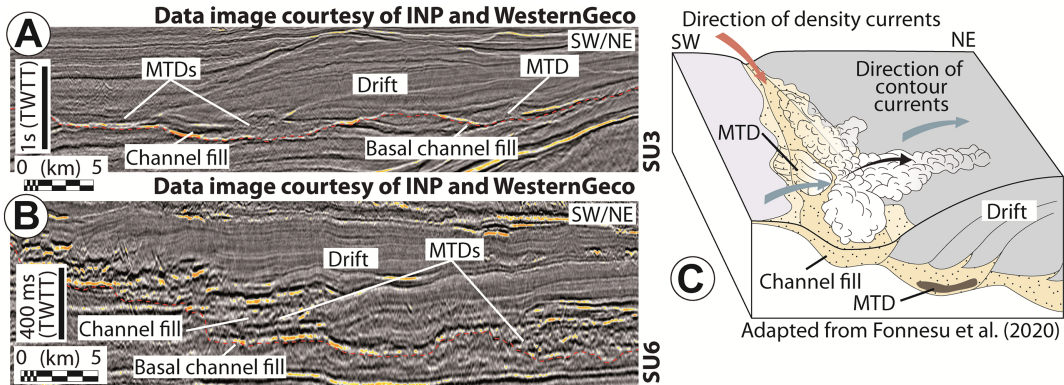 A
Data image courtesy of INP and WesternGeco
SW/NE
MTDs
MTD
Drift
1s (TWTT)
Channel fill
Basal channel fill
0 (km) 5
SU3
B
Data image courtesy of INP and WesternGeco
SW/NE
Drift
MTDs
400 ms
(TWTT)
Channel fill
Basal channel fill
0 (km) 5
SU6
Direction of density currents
SW
NE
Direction of
contour
currents
MTD
Drift
C
Channel fill
MTD
Adapted from Fonnesu et al. (2020)